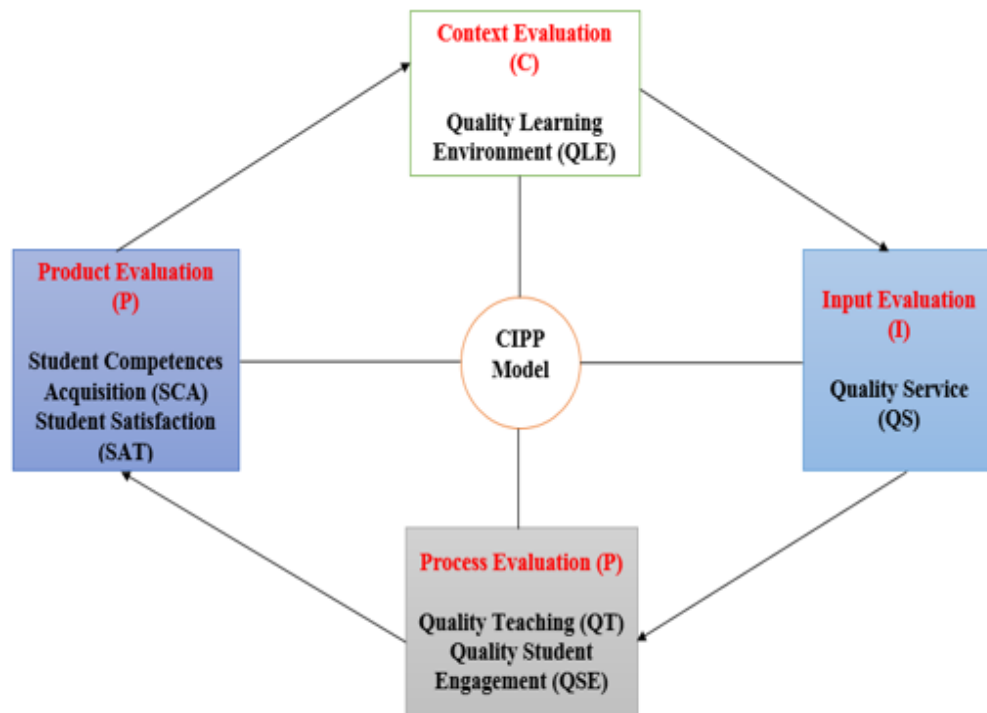 Context Evaluation
(C)
Quality Learning
Environment (QLE)
Product Evaluation
(P)
Student Competences
Acquisition (SCA)
Student Satisfaction
(SAT)
CIPP
Model
Input Evaluation
(I)
Quality Service
(QS)
Process Evaluation (P)
Quality Teaching (QT)
Quality Student
Engagement (QSE)